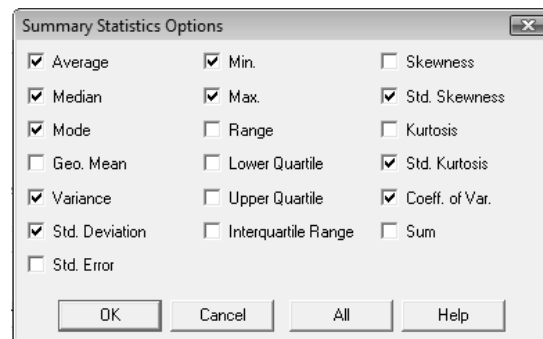 Summary Statistics Options
Average Min. Skewness
Median Max. Std. Skewness
Mode Range Kurtosis
Geo. Mean Lower Quartile Std. Kurtosis
Variance Upper Quartile Coeff. of Var.
Std. Deviation Interquartile Range Sum
Std. Error
OK Cancel All Help